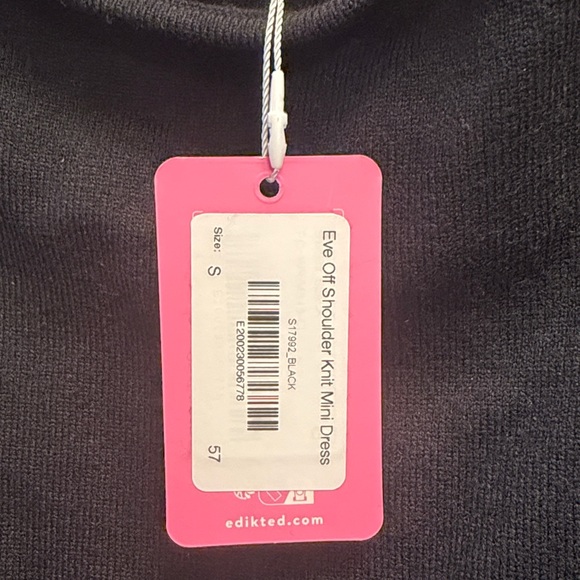 Eve Off Shoulder Knit Mini Dress
S17992_BLACK
E200230056778
Size: S 57
edikted.com